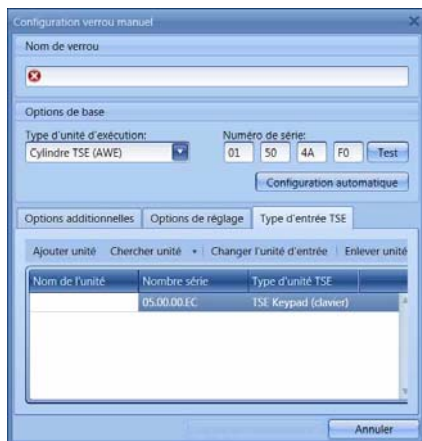 Configuration verrou manuel
Nom de verrou
Options de base
Type d'unité d'exécution:
Numéro de série:
Cylindre TSE (AWE)
01 50 4A F0 Test
Configuration automatique
Options additionnelles Options de réglage Type d'entrée TSE
Ajouter unité Chercher unité Changer l'unité d'entrée Enlever unité
Nom de l'unité Nombre série Type d'unité TSE
05.00.00.EC TSE Keypad (clavier)
Annuler